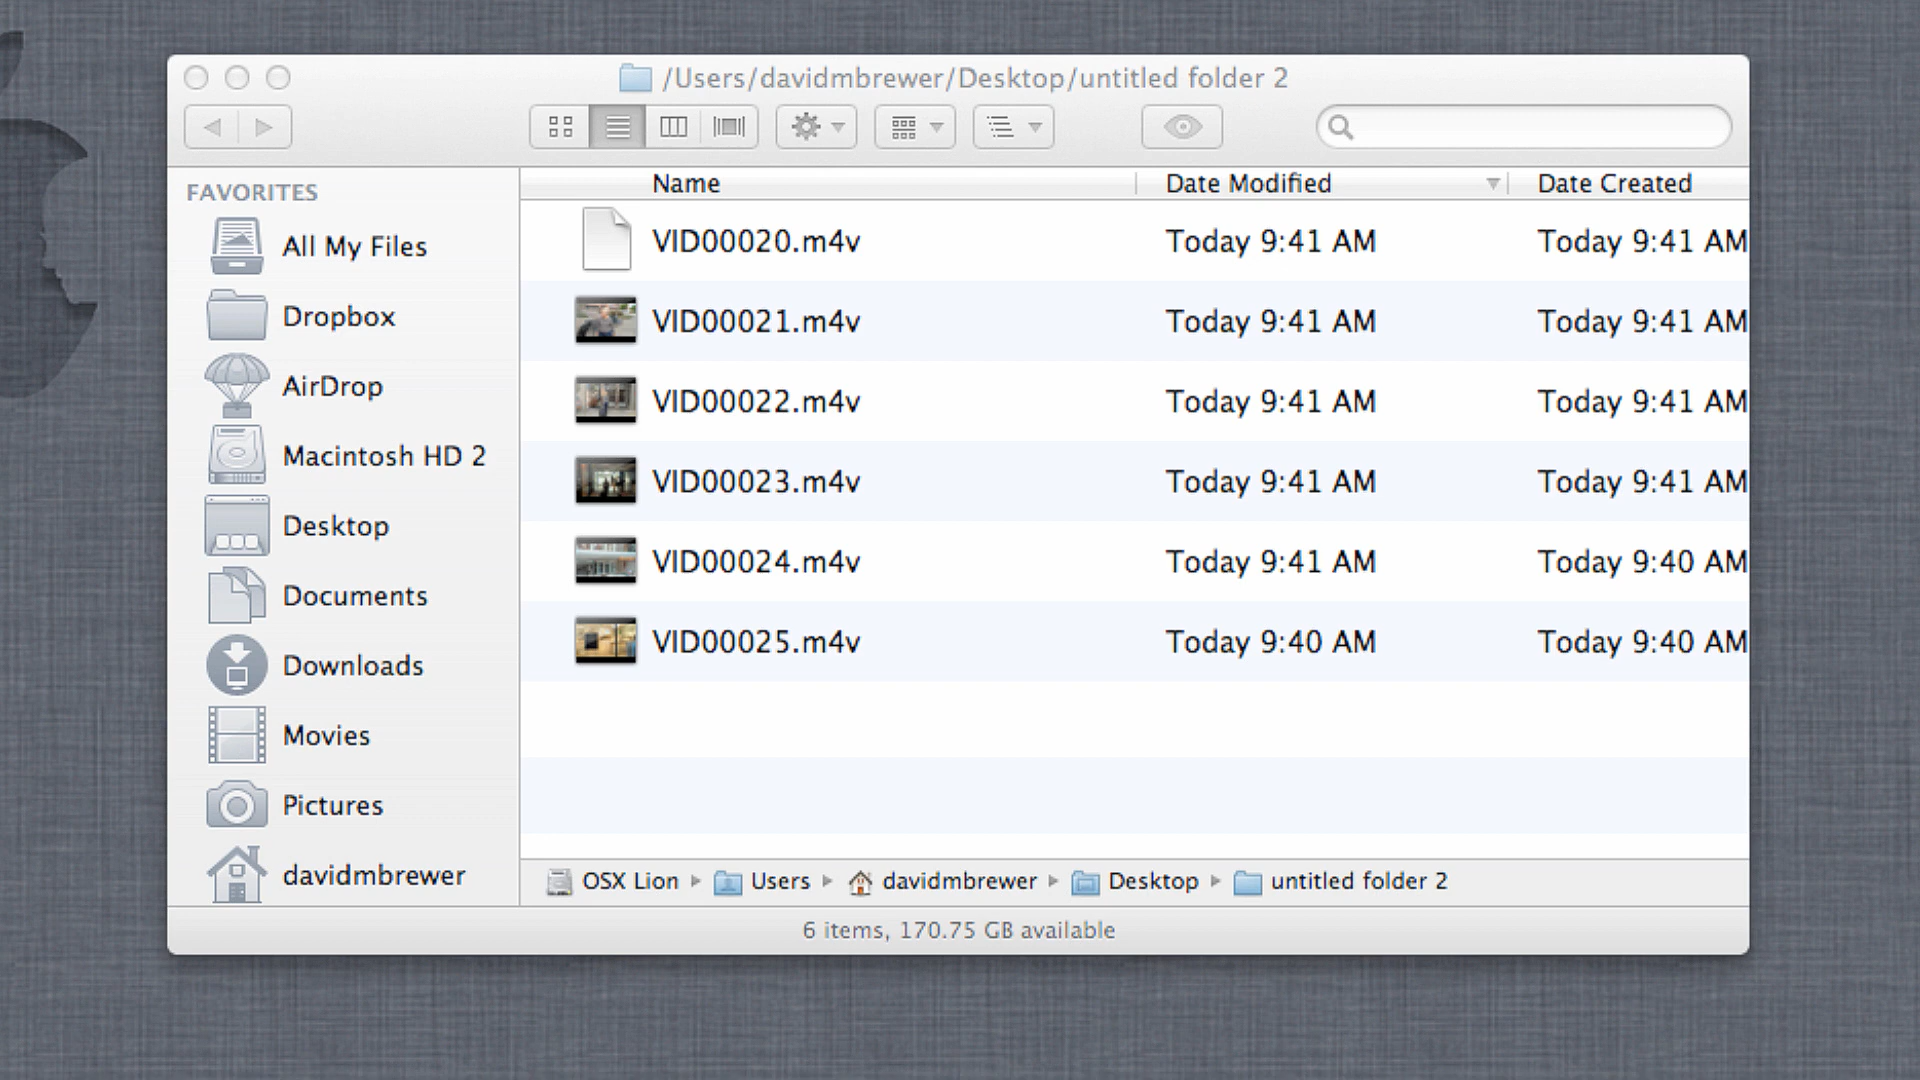 /Users/davidmbrewer/Desktop/untitled folder 2
FAVORITES
All My Files
Dropbox
AirDrop
Macintosh HD 2
Desktop
Documents
Downloads
Movies
Pictures
davidmbrewer
Name Date Modified Date Created
VID00020.m4v Today 9:41 AM Today 9:41 AM
VID00021.m4v Today 9:41 AM Today 9:41 AM
VID00022.m4v Today 9:41 AM Today 9:41 AM
VID00023.m4v Today 9:41 AM Today 9:41 AM
VID00024.m4v Today 9:41 AM Today 9:40 AM
VID00025.m4v Today 9:40 AM Today 9:40 AM
OSX Lion Users davidmbrewer Desktop untitled folder 2
6 items, 170.75 GB available